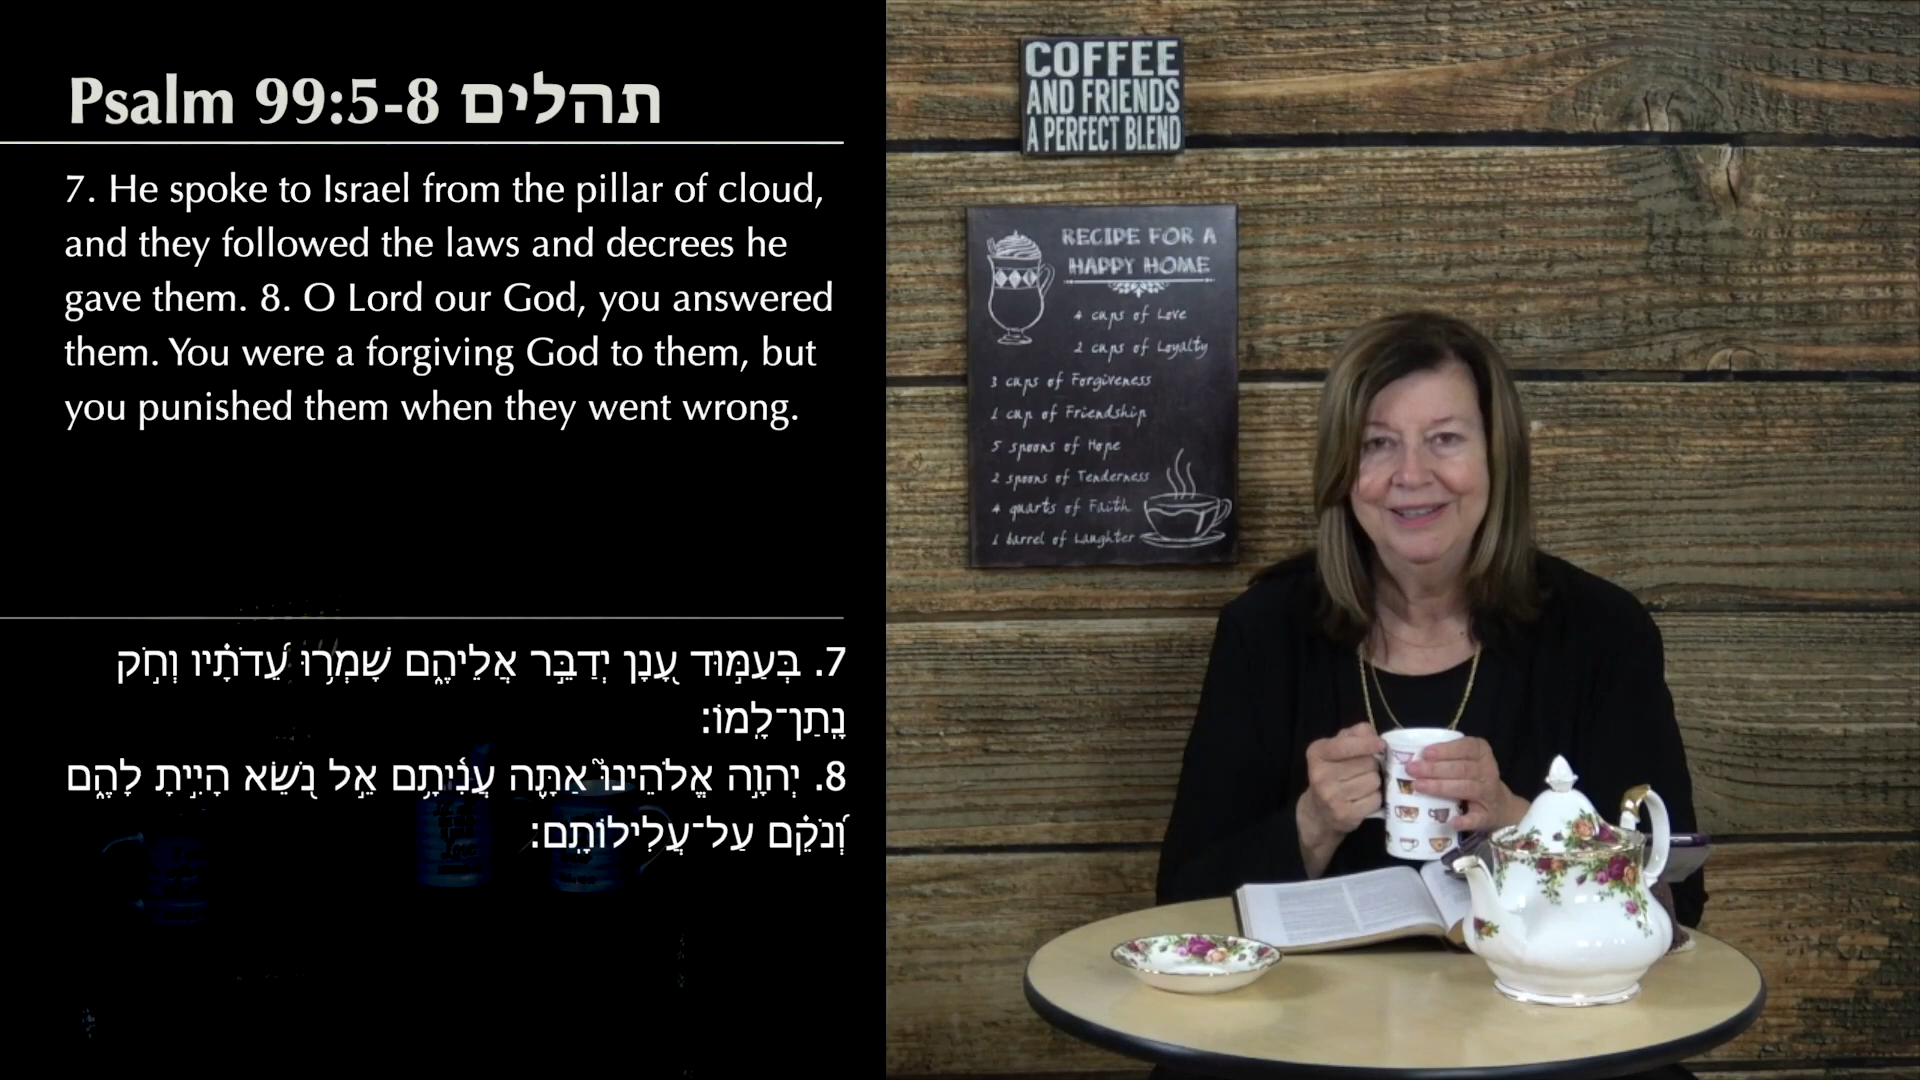 Psalm 99:5-8 תהלים
7. He spoke to Israel from the pillar of cloud,
and they followed the laws and decrees he
gave them. 8. O Lord our God, you answered
them. You were a forgiving God to them, but
you punished them when they went wrong.
7. בְּעַמּ֣וּד עָ֭נָן יְדַבֵּ֣ר אֲלֵיהֶ֑ם שָׁמְר֥וּ עֵ֝דֹתָ֗יו וְחֹ֣ק
נָֽתַן־לָֽמוֹ׃
8. יְהוָ֣ה אֱלֹהֵינוּ֮ אַתָּ֪ה עֲנִ֫יתָ֥ם אֵ֣ל נֹ֭שֵׂא הָיִ֣יתָ לָהֶ֑ם
וְ֝נֹקֵ֗ם עַל־עֲלִילוֹתָֽם׃
COFFEE
AND FRIENDS
A PERFECT BLEND
RECIPE FOR A
HAPPY HOME
4 cups of Love
2 cups of Loyalty
3 cups of Forgiveness
1 cup of Friendship
5 spoons of Hope
2 spoons of Tenderness
4 quarts of Faith
1 barrel of Laughter